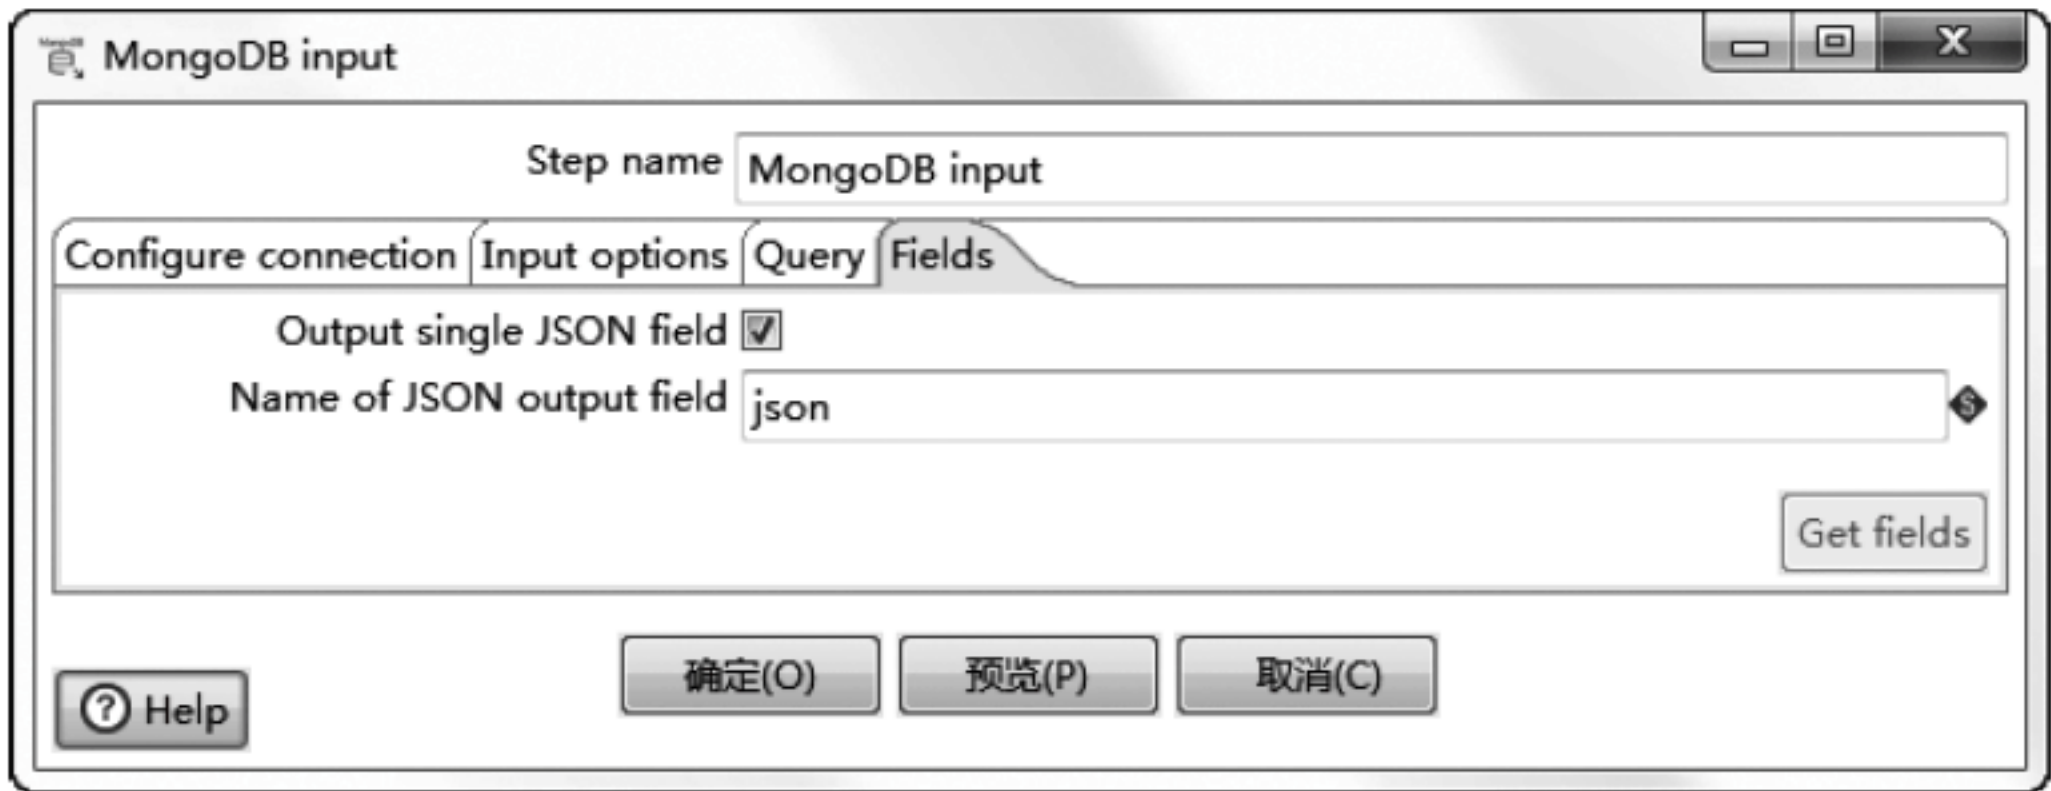 MongoDB input
Step name MongoDB input
Configure connection Input options Query Fields
Output single JSON field
Name of JSON output field json
Get fields
确定(O) 预览(P) 取消(C)
Help